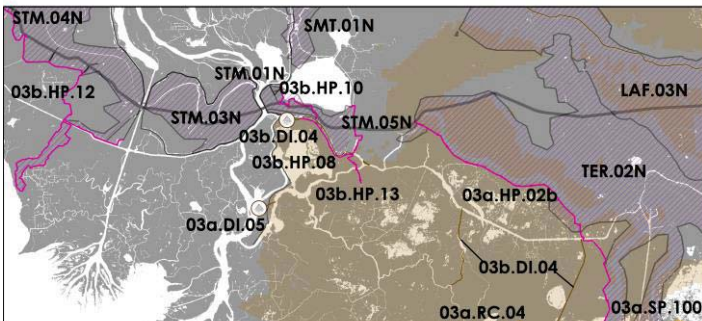 STM.04N
SMT.01N
STM.01N
03b.HP.10
LAF.03N
03b.HP.12
STM.03N
STM.05N
03b.DI.04
03b.HP.08
TER.02N
03b.HP.13
03a.HP.02b
03a.DI.05
03b.DI.04
03a.RC.04
03a.SP.100